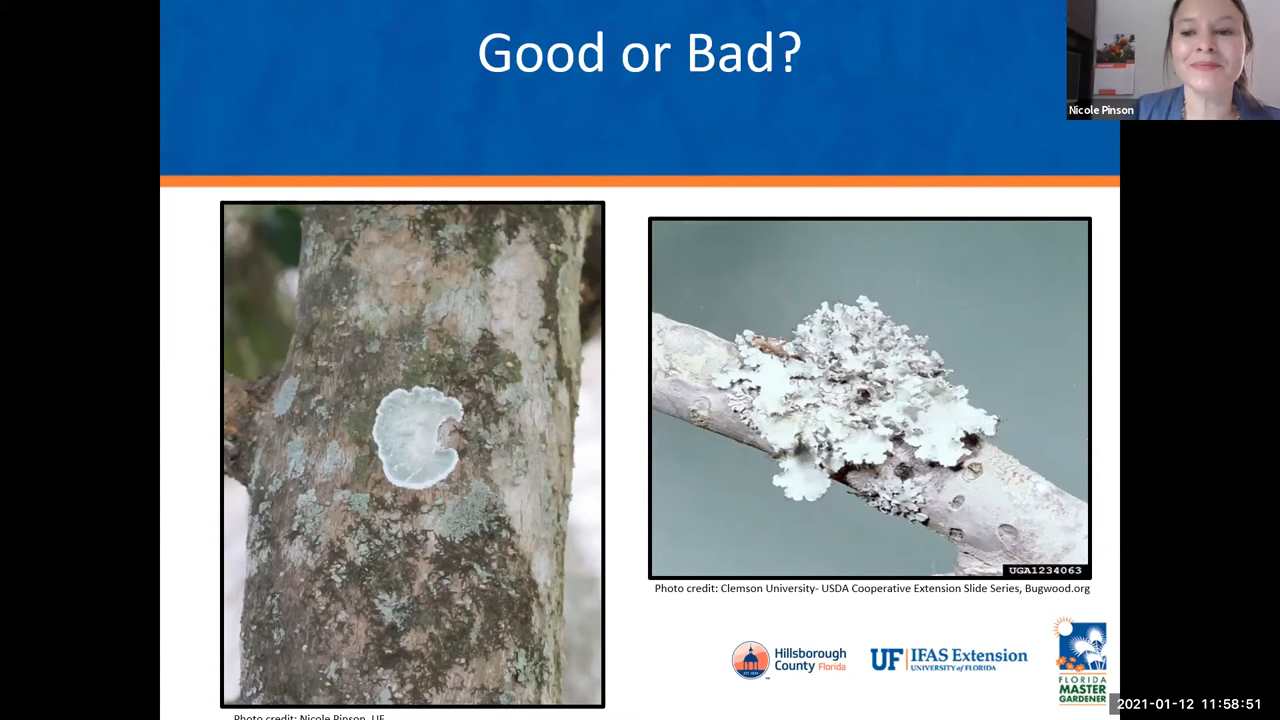 Good or Bad?
Nicole Pinson
UGA1234063
Photo credit: Clemson University- USDA Cooperative Extension Slide Series, Bugwood.org
Hillsborough
County Florida
EST. 1834
UF IFAS Extension
UNIVERSITY of FLORIDA
FLORIDA
MASTER
GARDENER
Photo credit: Nicole Pinson, UF
2021-01-12 11:58:51